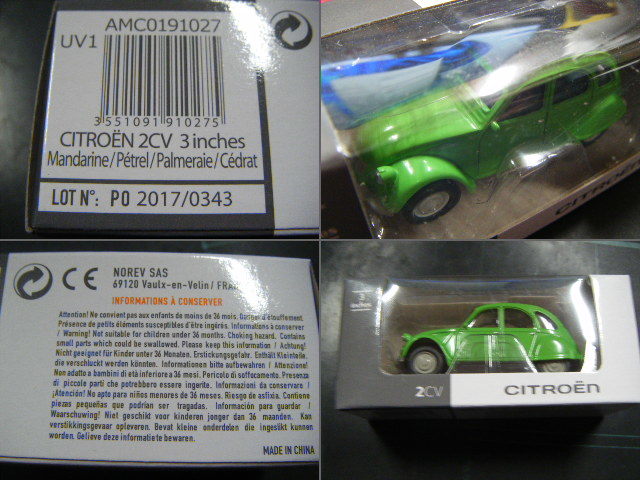 AMC0191027
UV1
3 551091 910275
CITROËN 2CV 3 inches
Mandarine/Pétrel/Palmeraie/Cédrat
LOT N°: PO 2017/0343
CITROËN
CE
NOREV SAS
69120 Vaulx-en-Velin / FRA
INFORMATIONS À CONSERVER
Attention! Ne convient pas aux enfants de moins de 36 mois. Danger d'étouffement.
Présence de petits éléments susceptibles d'être ingérés. Informations à conserver
/ Warning! Not suitable for children under 36 months. Choking hazard. Contains
small parts which could be swallowed. Please keep this information / Achtung!
Nicht geeignet für Kinder unter 36 Monaten. Erstickungsgefahr. Enthält Kleinteile,
die verschluckt werden könnten. Informationen bitte aufbewahren / Attenzione!
Non adatto a bambini di età inferiore a 36 mesi. Pericolo di soffocamento. Presenza
di piccole parti che potrebbero essere ingerite. Informazioni da conservare /
¡Atención! No apto para niños menores de 36 meses. Riesgo de asfixia. Contiene
piezas pequeñas que podrían ser tragadas. Información para guardar /
Waarschuwing! Niet geschikt voor kinderen jonger dan 36 maanden. Kan
verstikkingsgevaar opleveren. Bevat kleine onderdelen die ingeslikt kunnen
worden. Gelieve deze informatie te bewaren.
MADE IN CHINA
3
inches
2CV
CITROËN